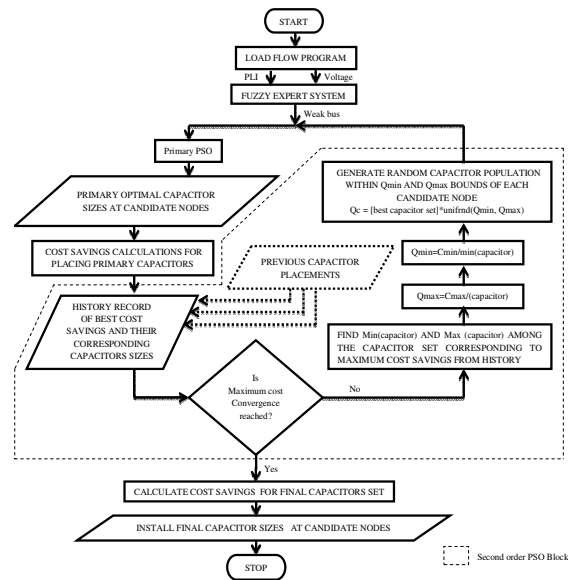 START
LOAD FLOW PROGRAM
PLI
Voltage
FUZZY EXPERT SYSTEM
Weak bus
Primary PSO
PRIMARY OPTIMAL CAPACITOR
SIZES AT CANDIDATE NODES
COST SAVINGS CALCULATIONS FOR
PLACING PRIMARY CAPACITORS
HISTORY RECORD
OF BEST COST
SAVINGS AND THEIR
CORRESPONDING
CAPACITORS SIZES
PREVIOUS CAPACITOR
PLACEMENTS
GENERATE RANDOM CAPACITOR POPULATION
WITHIN Qmin AND Qmax BOUNDS OF EACH
CANDIDATE NODE
Qc = [best capacitor set]*unifrnd(Qmin, Qmax)
Qmin=Cmin/min(capacitor)
Qmax=Cmax/(capacitor)
FIND Min(capacitor) AND Max (capacitor) AMONG
THE CAPACITOR SET CORRESPONDING TO
MAXIMUM COST SAVINGS FROM HISTORY
Is
Maximum cost
Convergence
reached?
No
Yes
CALCULATE COST SAVINGS FOR FINAL CAPACITORS SET
INSTALL FINAL CAPACITOR SIZES AT CANDIDATE NODES
STOP
Second order PSO Block